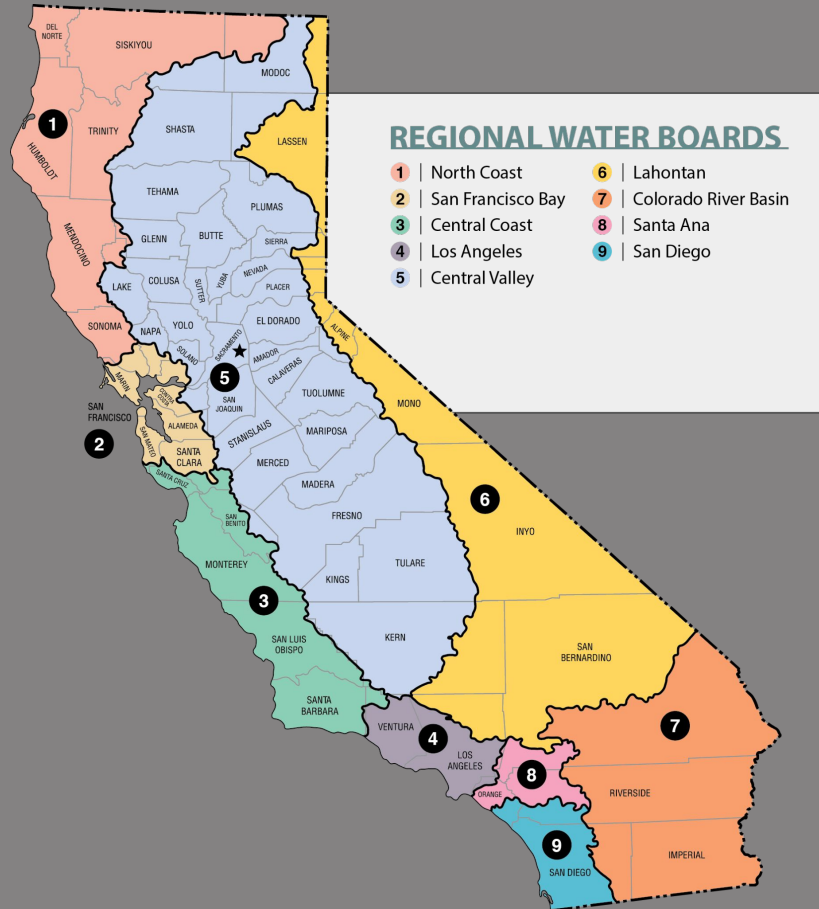 REGIONAL WATER BOARDS
1 | North Coast
2 | San Francisco Bay
3 | Central Coast
4 | Los Angeles
5 | Central Valley
6 | Lahontan
7 | Colorado River Basin
8 | Santa Ana
9 | San Diego
DEL
NORTE
SISKIYOU
MODOC
1
HUMBOLDT
TRINITY
SHASTA
LASSEN
TEHAMA
PLUMAS
MENDOCINO
GLENN
BUTTE
SIERRA
LAKE
COLUSA
SUTTER
YUBA
NEVADA
PLACER
SONOMA
NAPA
YOLO
EL DORADO
ALPINE
SOLANO
SACRAMENTO
AMADOR
5
CALAVERAS
MARIN
CONTRA
COSTA
SAN
JOAQUIN
TUOLUMNE
MONO
SAN
FRANCISCO
2
SAN MATEO
ALAMEDA
STANISLAUS
MARIPOSA
SANTA
CLARA
MERCED
SANTA CRUZ
MADERA
6
SAN
BENITO
FRESNO
INYO
MONTEREY
KINGS
TULARE
3
SAN LUIS
OBISPO
KERN
SAN
BERNARDINO
SANTA
BARBARA
VENTURA
4
LOS
ANGELES
7
8
ORANGE
RIVERSIDE
9
SAN DIEGO
IMPERIAL